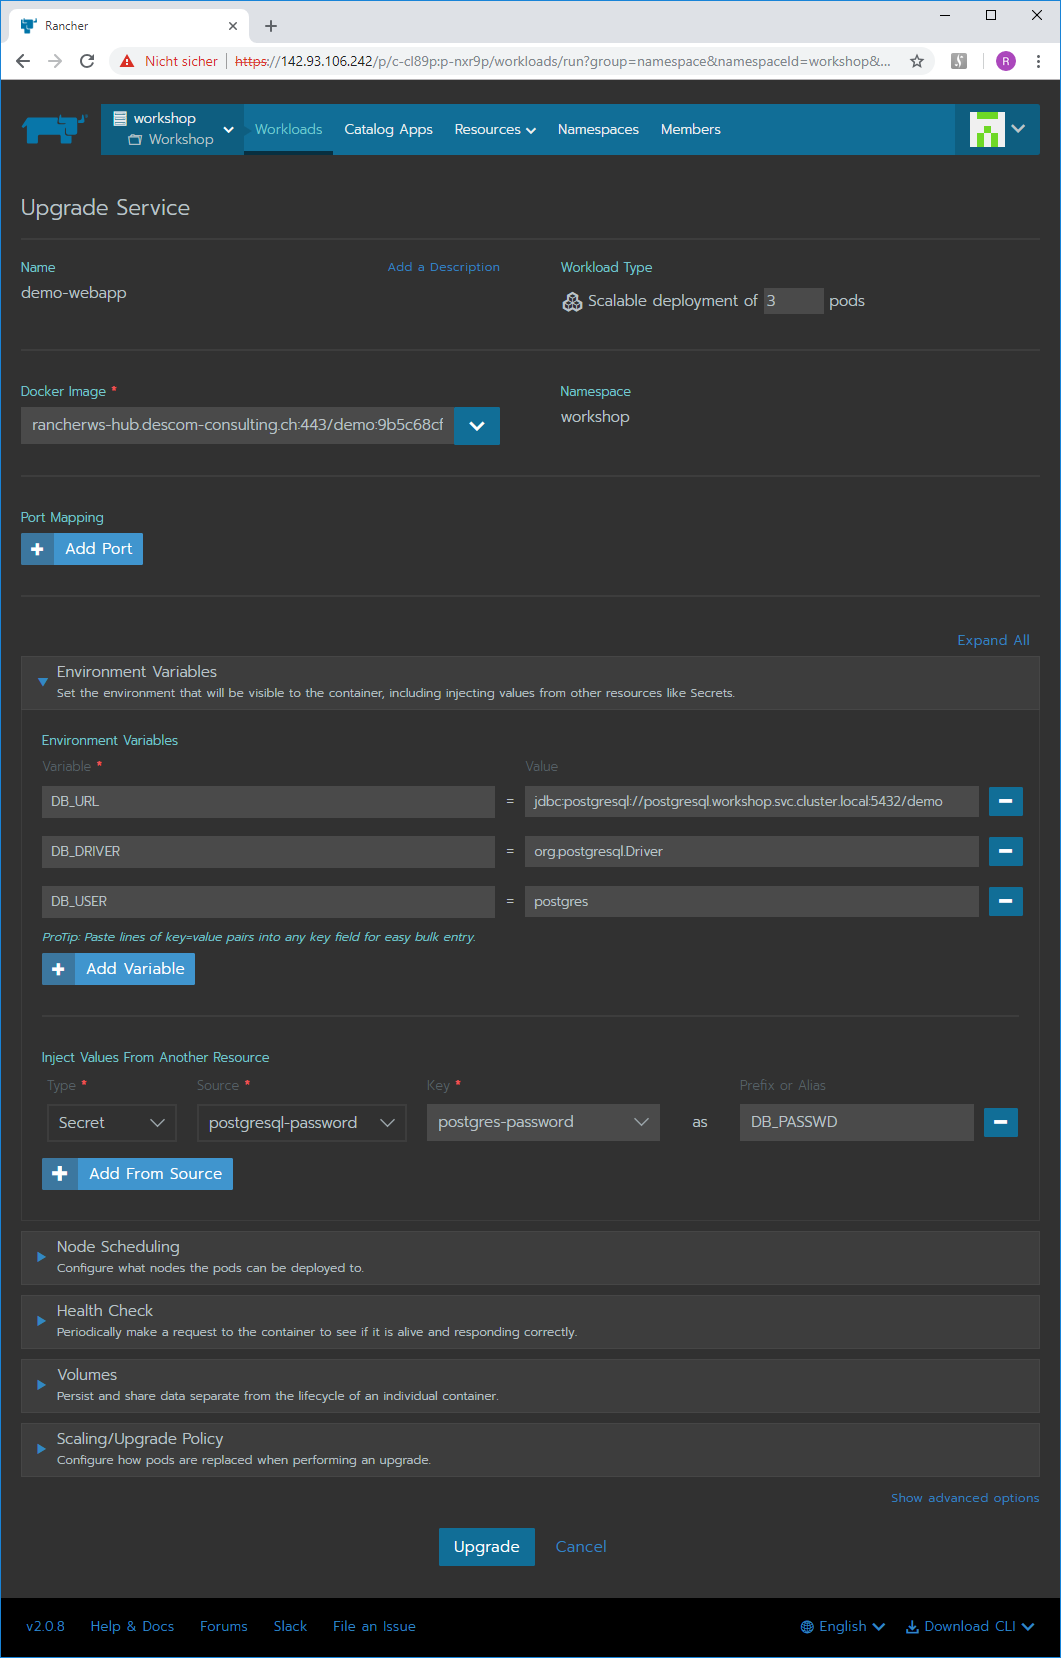 Rancher
Nicht sicher | https://142.93.106.242/p/c-cl89p:p-nxr9p/workloads/run?group=namespace&namespaceId=workshop&...
R
workshop
Workshop
Workloads Catalog Apps Resources Namespaces Members
Upgrade Service
Name Add a Description Workload Type
demo-webapp
Scalable deployment of 3 pods
Docker Image * Namespace
rancherws-hub.descom-consulting.ch:443/demo:9b5c68cf workshop
Port Mapping
Add Port
Expand All
Environment Variables
Set the environment that will be visible to the container, including injecting values from other resources like Secrets.
Environment Variables
Variable * Value
DB_URL = jdbc:postgresql://postgresql.workshop.svc.cluster.local:5432/demo
DB_DRIVER = org.postgresql.Driver
DB_USER = postgres
ProTip: Paste lines of key=value pairs into any key field for easy bulk entry.
Add Variable
Inject Values From Another Resource
Type * Source * Key * Prefix or Alias
Secret postgresql-password postgres-password as DB_PASSWD
Add From Source
Node Scheduling
Configure what nodes the pods can be deployed to.
Health Check
Periodically make a request to the container to see if it is alive and responding correctly.
Volumes
Persist and share data separate from the lifecycle of an individual container.
Scaling/Upgrade Policy
Configure how pods are replaced when performing an upgrade.
Show advanced options
Upgrade Cancel
v2.0.8 Help & Docs Forums Slack File an Issue English Download CLI